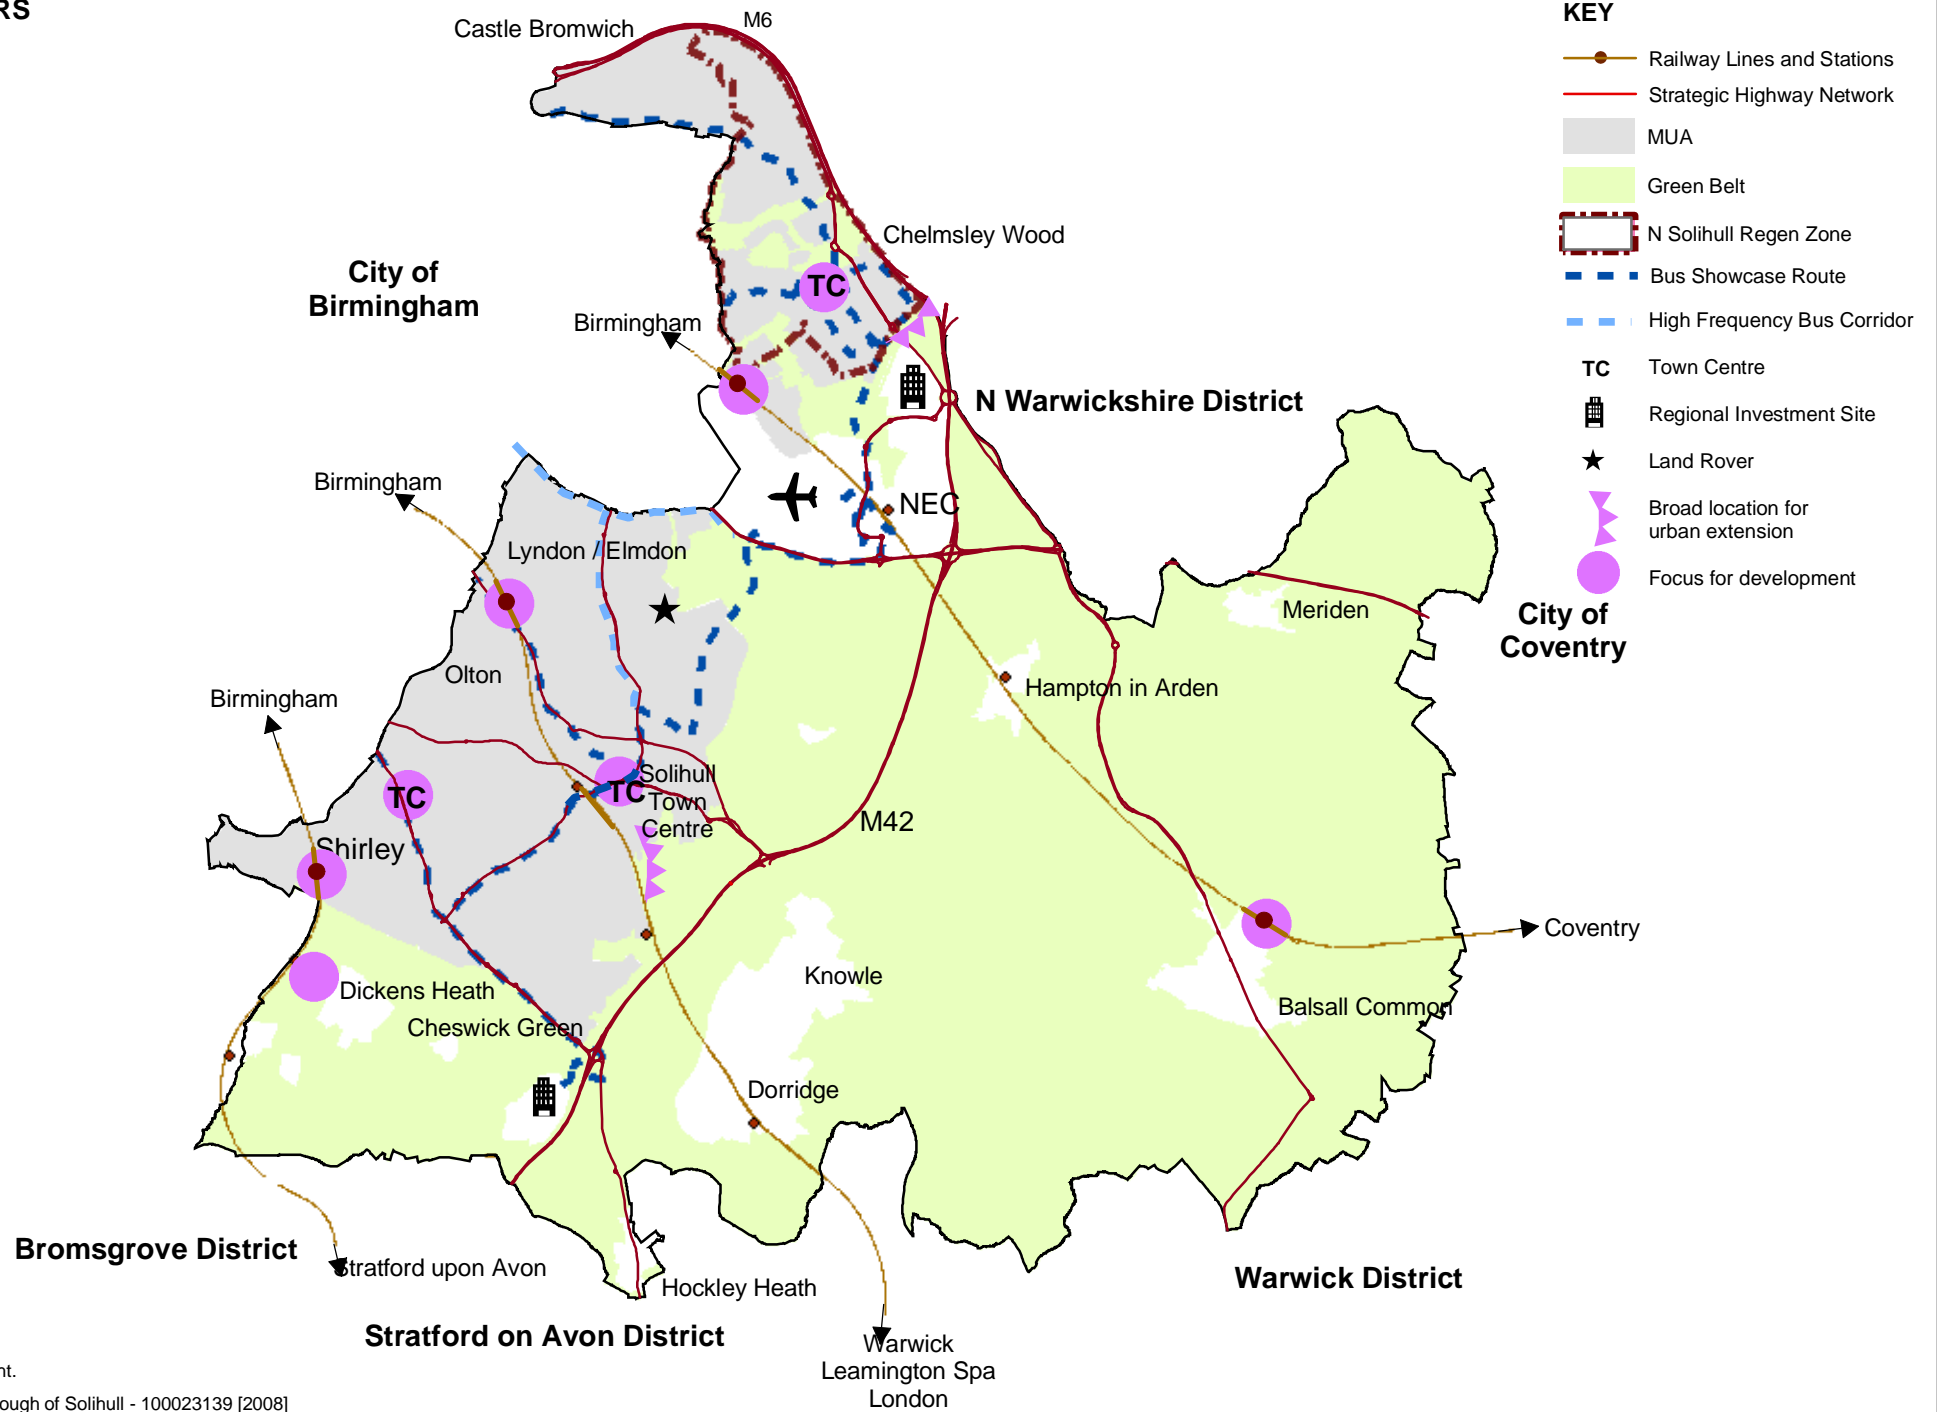 RS
KEY
Railway Lines and Stations
Strategic Highway Network
MUA
Green Belt
N Solihull Regen Zone
Bus Showcase Route
High Frequency Bus Corridor
TC
Town Centre
Regional Investment Site
Land Rover
Broad location for
urban extension
Focus for development
Castle Bromwich
M6
Chelmsley Wood
City of
Birmingham
TC
Birmingham
N Warwickshire District
Birmingham
NEC
Lyndon / Elmdon
Meriden
City of
Coventry
Olton
Hampton in Arden
Birmingham
TC
TC
Solihull
Town
Centre
M42
Shirley
Coventry
Knowle
Dickens Heath
Balsall Common
Cheswick Green
Dorridge
Bromsgrove District
Stratford upon Avon
Hockley Heath
Warwick District
Stratford on Avon District
Warwick
Leamington Spa
London
nt.
ough of Solihull - 100023139 [2008]